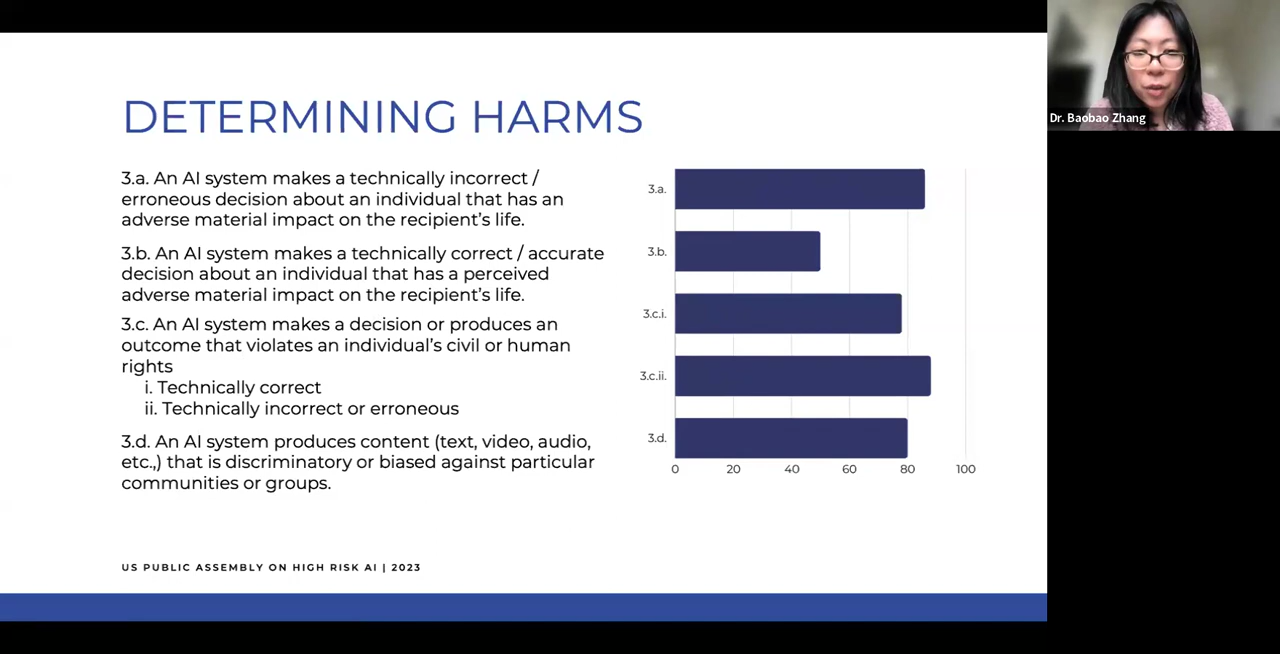 DETERMINING HARMS
3.a. An AI system makes a technically incorrect /
erroneous decision about an individual that has an
adverse material impact on the recipient's life.
3.b. An AI system makes a technically correct / accurate
decision about an individual that has a perceived
adverse material impact on the recipient's life.
3.c. An AI system makes a decision or produces an
outcome that violates an individual's civil or human
rights
i. Technically correct
ii. Technically incorrect or erroneous
3.d. An AI system produces content (text, video, audio,
etc.,) that is discriminatory or biased against particular
communities or groups.
3.a.
3.b.
3.c.i.
3.c.ii.
3.d.
0 20 40 60 80 100
US PUBLIC ASSEMBLY ON HIGH RISK AI | 2023
Dr. Baobao Zhang